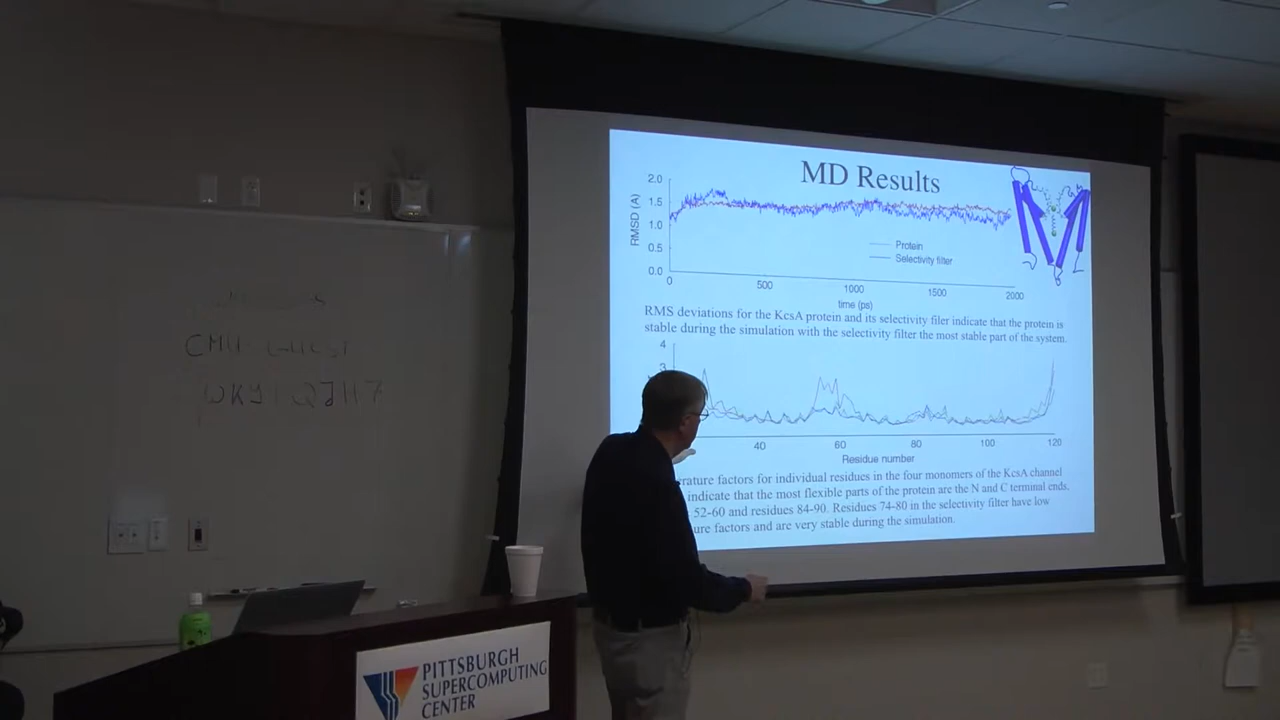 MD Results
2.0
1.5
1.0
0.5
0.0
RMSD (A)
Protein
Selectivity filter
0 500 1000 1500 2000
time (ps)
RMS deviations for the KcsA protein and its selectivity filer indicate that the protein is
stable during the simulation with the selectivity filter the most stable part of the system.
4
3
40 60 80 100 120
Residue number
factors for individual residues in the four monomers of the KcsA channel
indicate that the most flexible parts of the protein are the N and C terminal ends,
52-60 and residues 84-90. Residues 74-80 in the selectivity filter have low
factors and are very stable during the simulation.
CMU
PITTSBURGH
SUPERCOMPUTING
CENTER